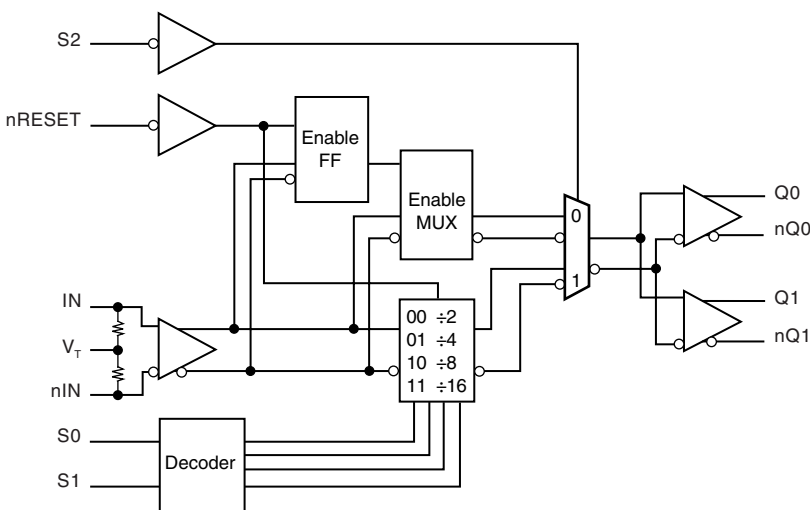 S2
nRESET
Enable
FF
Enable
MUX
0
1
Q0
nQ0
Q1
nQ1
IN
VT
nIN
00 ÷2
01 ÷4
10 ÷8
11 ÷16
S0
S1
Decoder